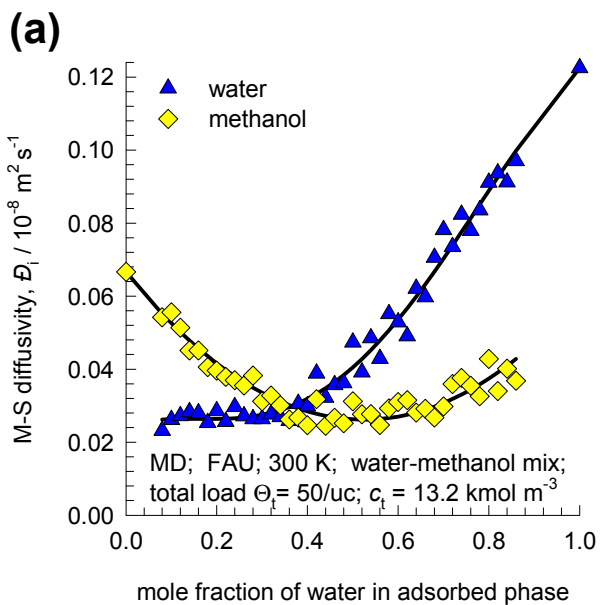 (a)
0.12
0.10
0.08
0.06
0.04
0.02
0.00
M-S diffusivity, Đi / 10-8 m2 s-1
water
methanol
MD; FAU; 300 K; water-methanol mix;
total load Θt= 50/uc; ct = 13.2 kmol m-3
0.0 0.2 0.4 0.6 0.8 1.0
mole fraction of water in adsorbed phase